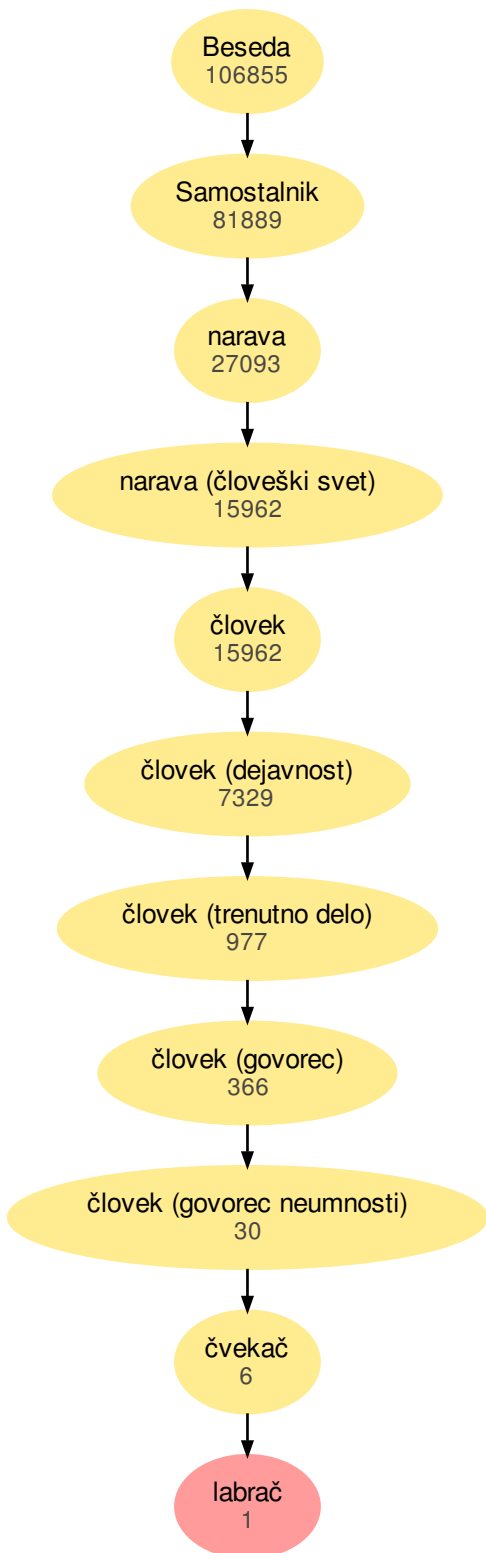 Beseda
106855
Samostalnik
81889
narava
27093
narava (človeški svet)
15962
človek
15962
človek (dejavnost)
7329
človek (trenutno delo)
977
človek (govorec)
366
človek (govorec neumnosti)
30
čvekač
6
labrač
1